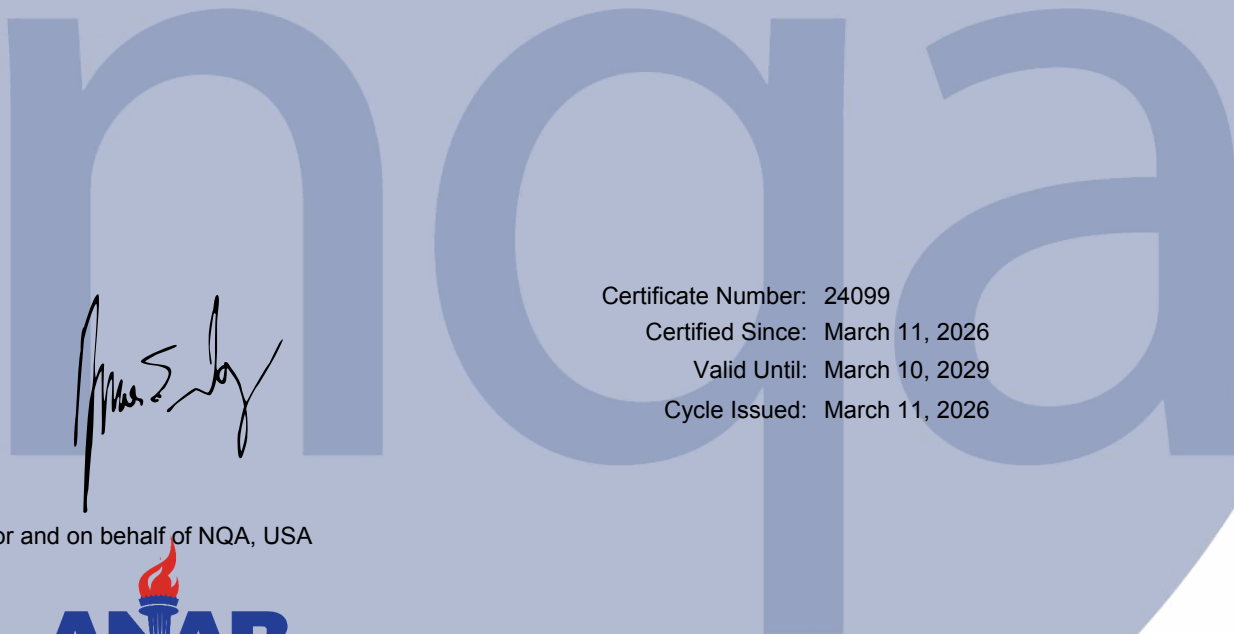 nqa
Certificate Number: 24099
Certified Since: March 11, 2026
Valid Until: March 10, 2029
Cycle Issued: March 11, 2026
or and on behalf of NQA, USA
ANAB